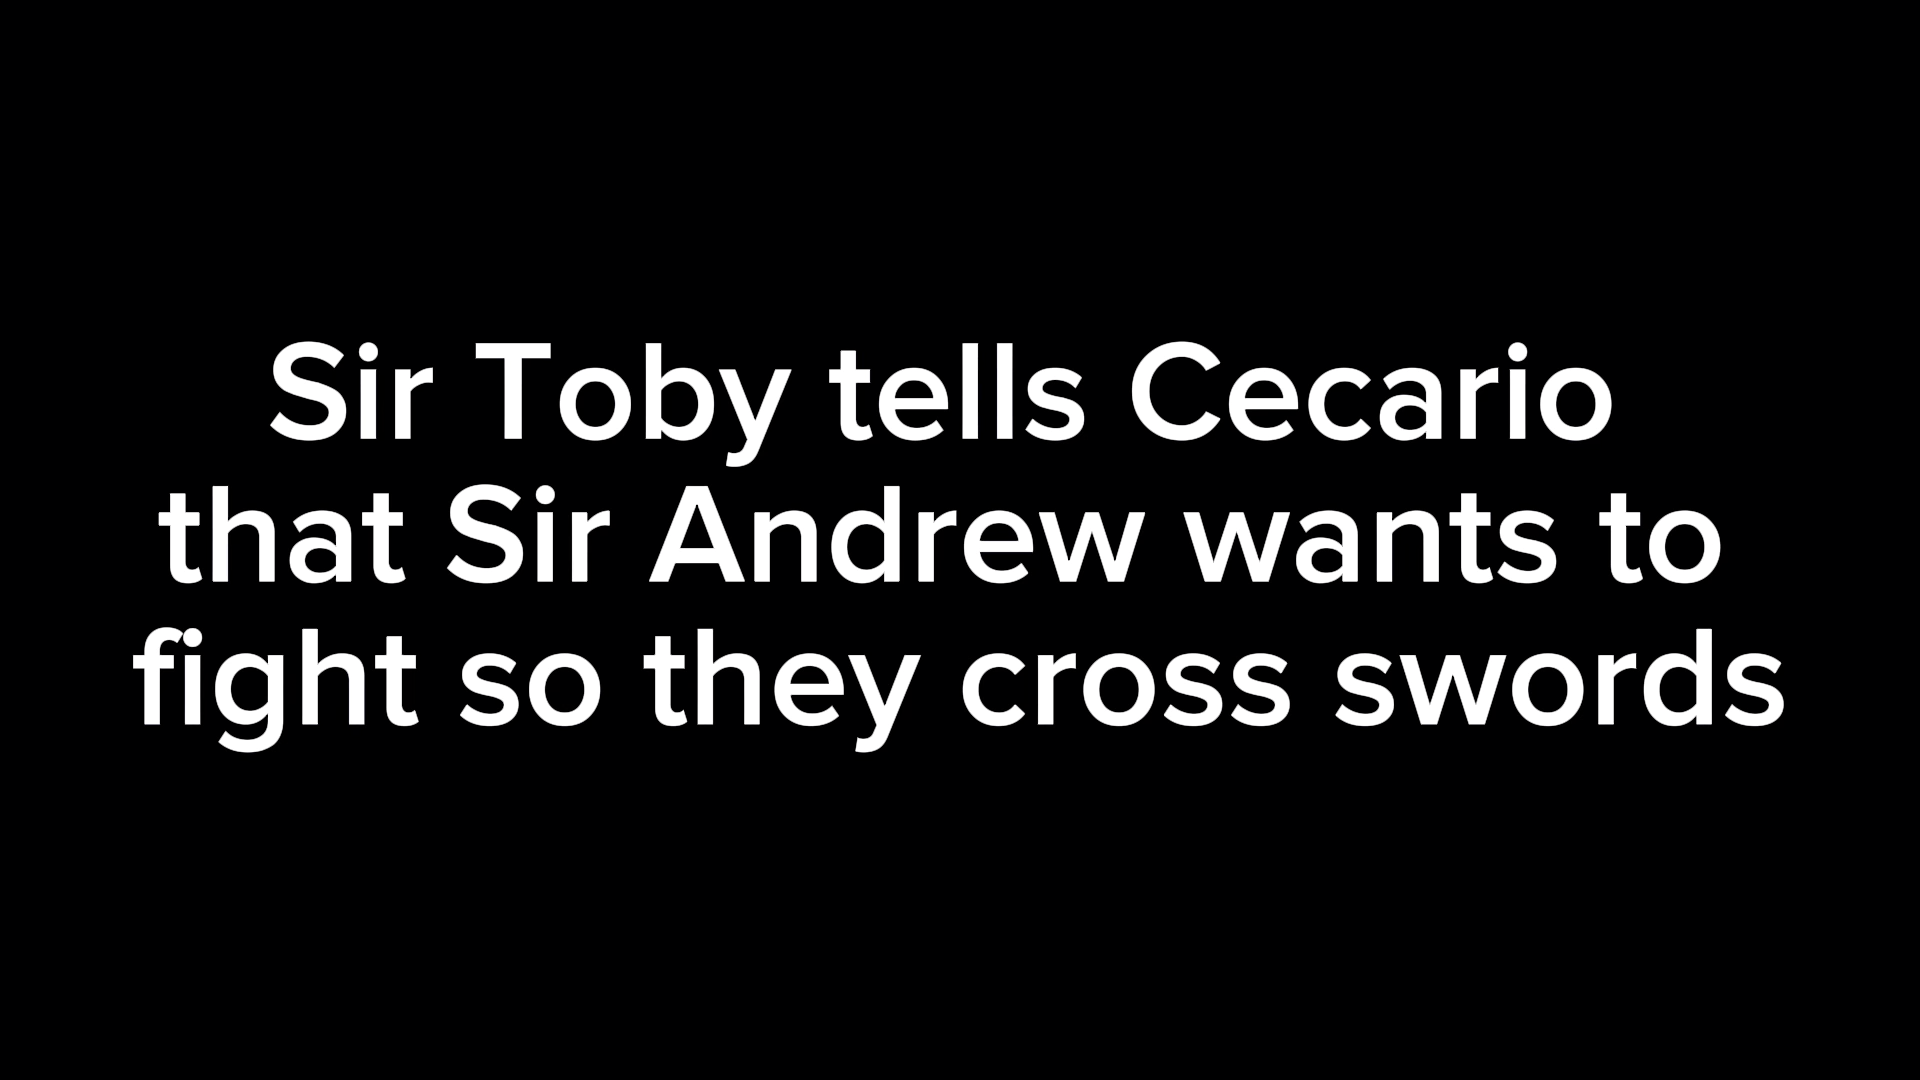 Sir Toby tells Cecario
that Sir Andrew wants to
fight so they cross swords